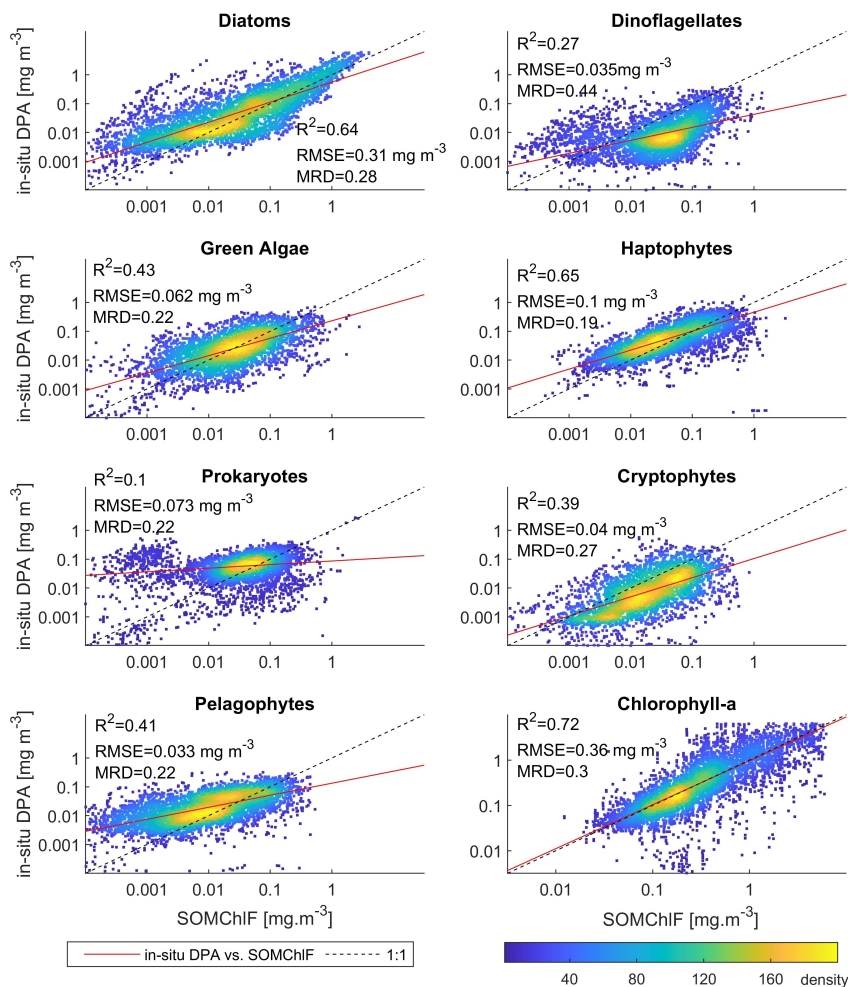 Diatoms
in-situ DPA [mg m-3]
1
0.1
0.01
0.001
R2=0.64
RMSE=0.31 mg m-3
MRD=0.28
0.001 0.01 0.1 1
Dinoflagellates
R2=0.27
RMSE=0.035mg m-3
MRD=0.44
1
0.1
0.01
0.001
0.001 0.01 0.1 1
Green Algae
in-situ DPA [mg m-3]
R2=0.43
RMSE=0.062 mg m-3
MRD=0.22
1
0.1
0.01
0.001
0.001 0.01 0.1 1
Haptophytes
R2=0.65
RMSE=0.1 mg m-3
MRD=0.19
1
0.1
0.01
0.001
0.001 0.01 0.1 1
Prokaryotes
in-situ DPA [mg m-3]
R2=0.1
RMSE=0.073 mg m-3
MRD=0.22
1
0.1
0.01
0.001
0.001 0.01 0.1 1
Cryptophytes
R2=0.39
RMSE=0.04 mg m-3
MRD=0.27
1
0.1
0.01
0.001
0.001 0.01 0.1 1
Pelagophytes
in-situ DPA [mg m-3]
R2=0.41
RMSE=0.033 mg m-3
MRD=0.22
1
0.1
0.01
0.001
0.001 0.01 0.1 1
SOMChlF [mg.m-3]
Chlorophyll-a
R2=0.72
RMSE=0.36 mg m-3
MRD=0.3
1
0.1
0.01
0.01 0.1 1
SOMChlF [mg.m-3]
in-situ DPA vs. SOMChlF 1:1
40 80 120 160 density